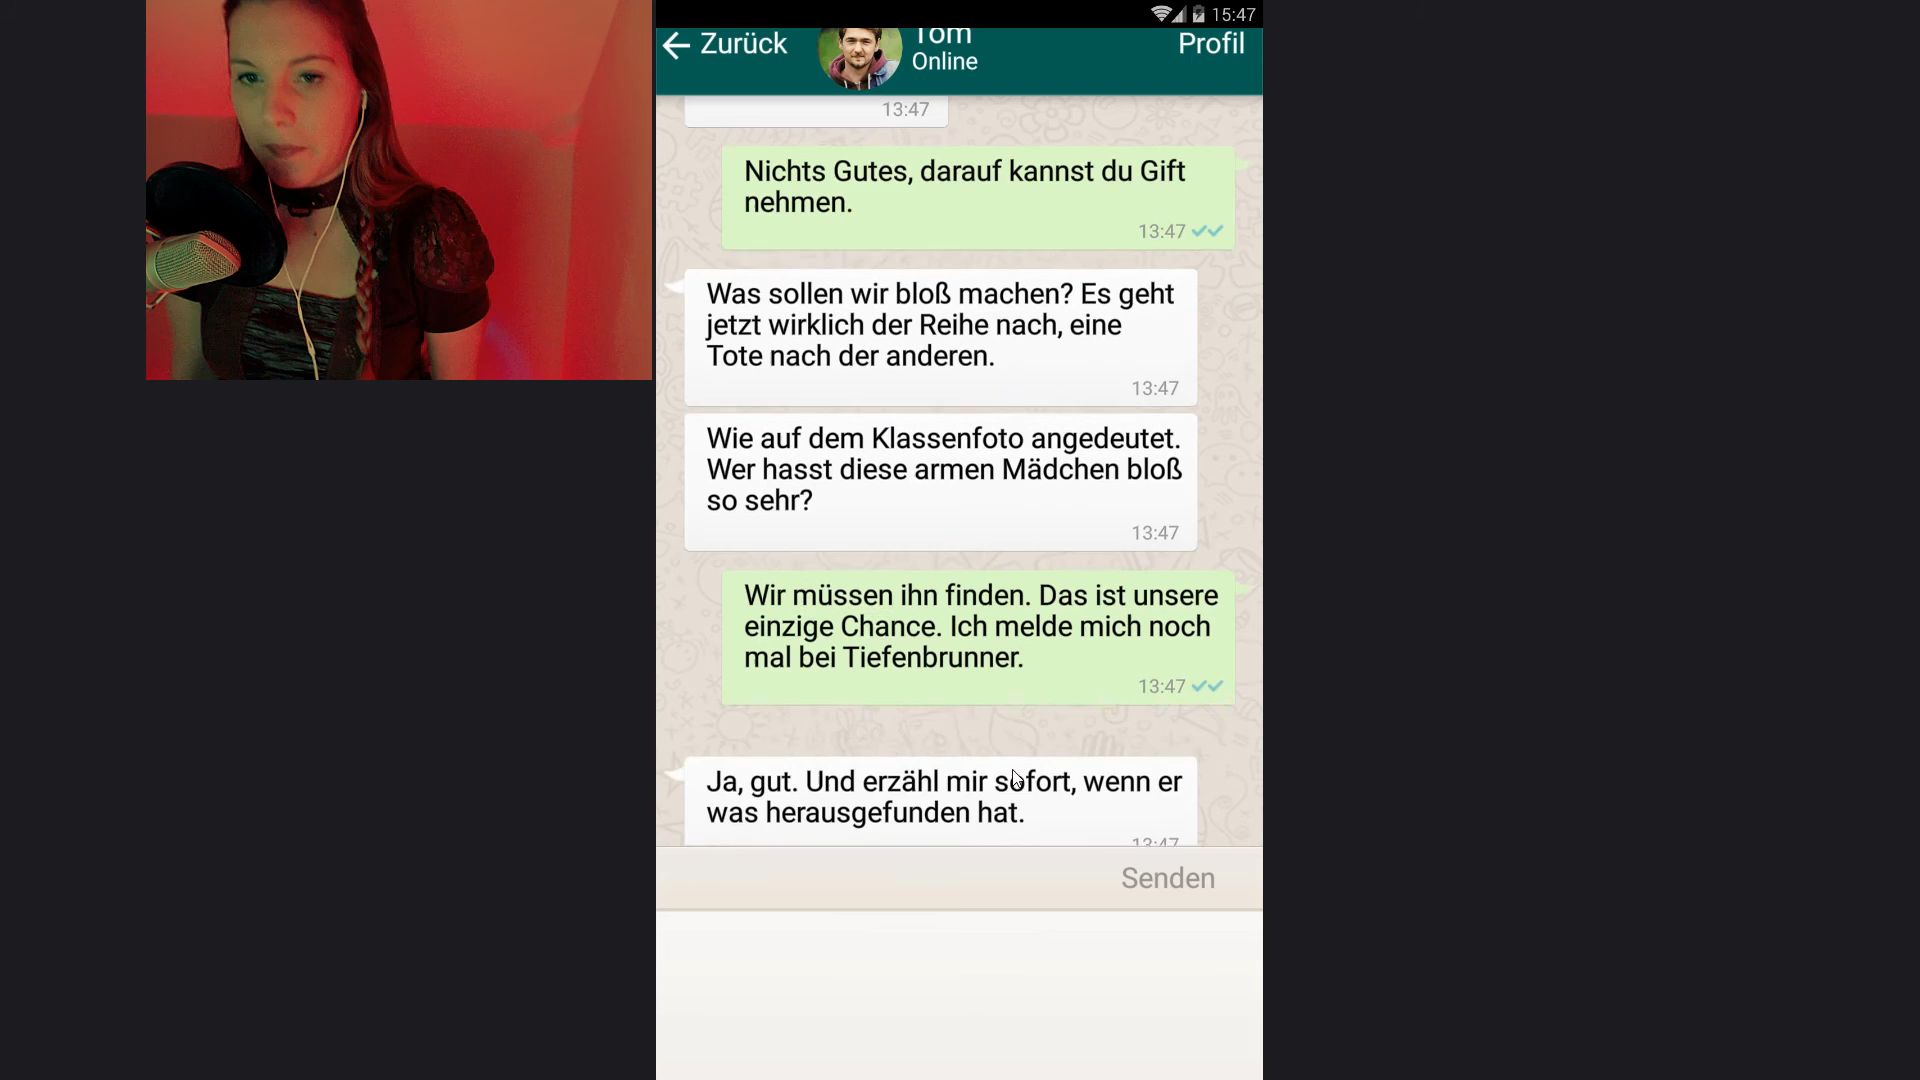 15:47
Zurück
Tom
Online
Profil
13:47
Nichts Gutes, darauf kannst du Gift
nehmen.
13:47
Was sollen wir bloß machen? Es geht
jetzt wirklich der Reihe nach, eine
Tote nach der anderen.
13:47
Wie auf dem Klassenfoto angedeutet.
Wer hasst diese armen Mädchen bloß
so sehr?
13:47
Wir müssen ihn finden. Das ist unsere
einzige Chance. Ich melde mich noch
mal bei Tiefenbrunner.
13:47
Ja, gut. Und erzähl mir sofort, wenn er
was herausgefunden hat.
13:47
Senden